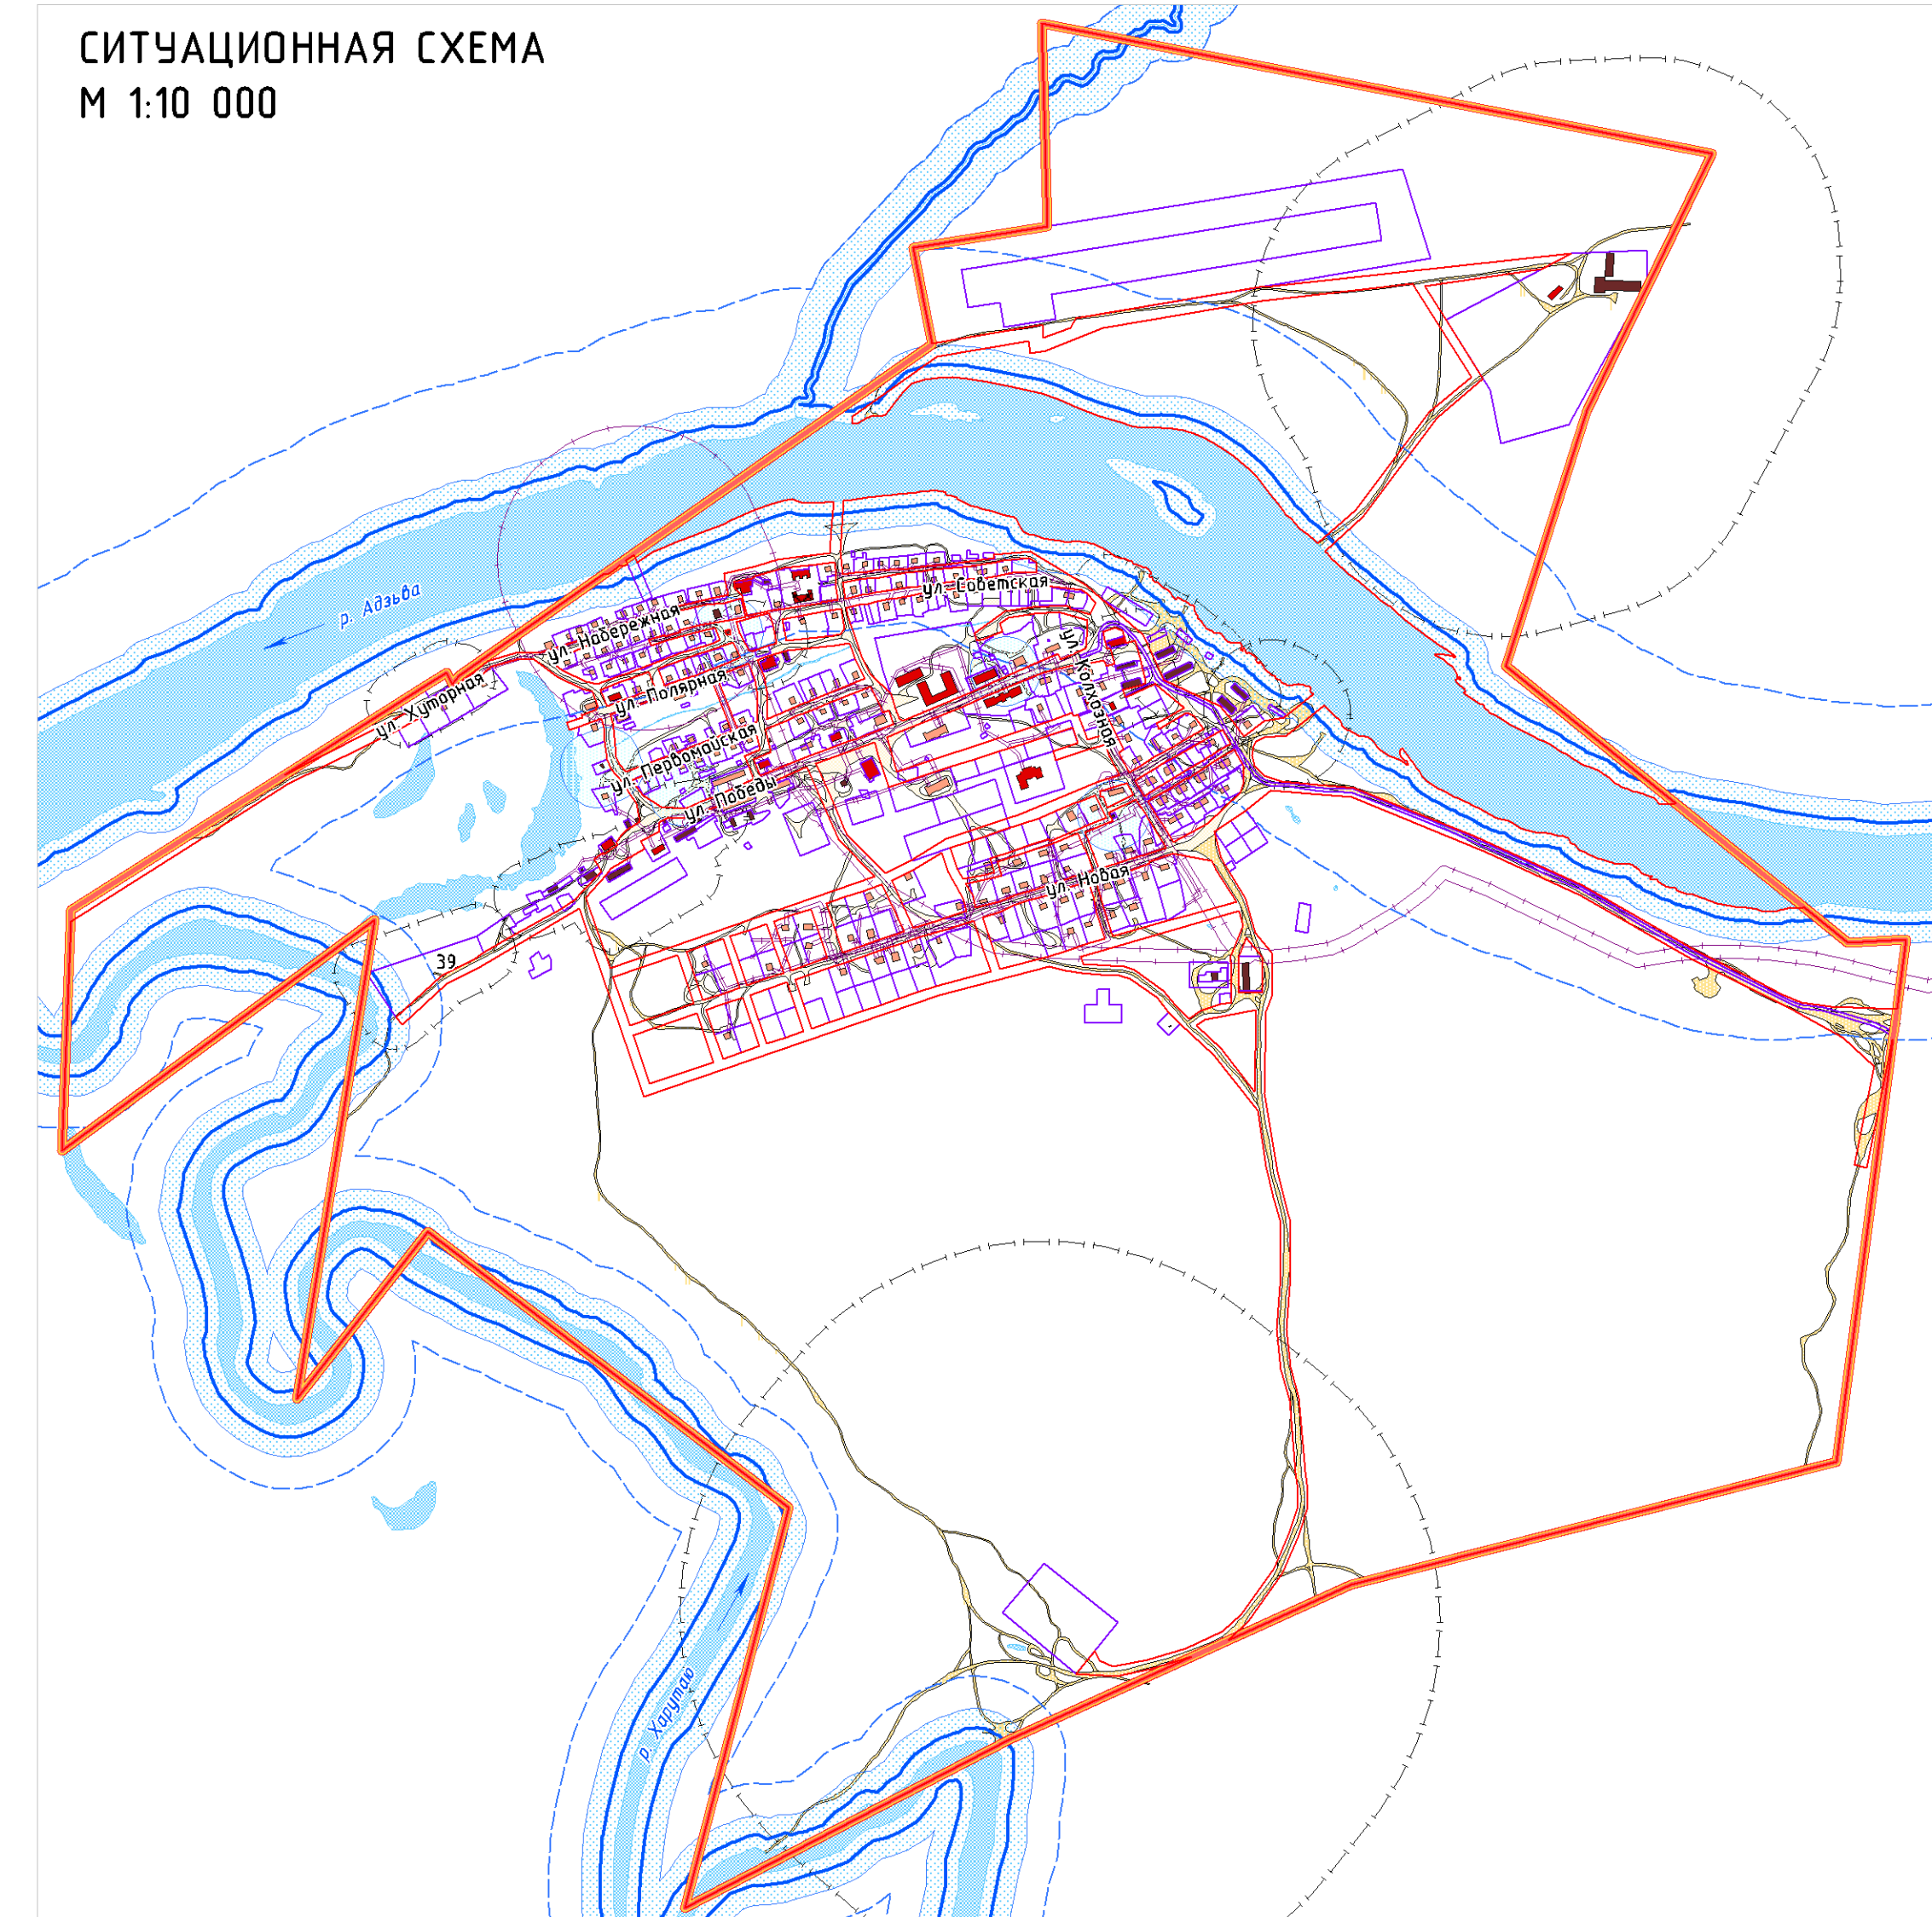 СИТУАЦИОННАЯ СХЕМА
М 1:10 000
р. Адзьва
ул. Советская
ул. Набережная
ул. Колхозная
ул. Полярная
ул. Хуторная
ул. Первомайская
ул. Победы
ул. Новая
39
р. Харутаю